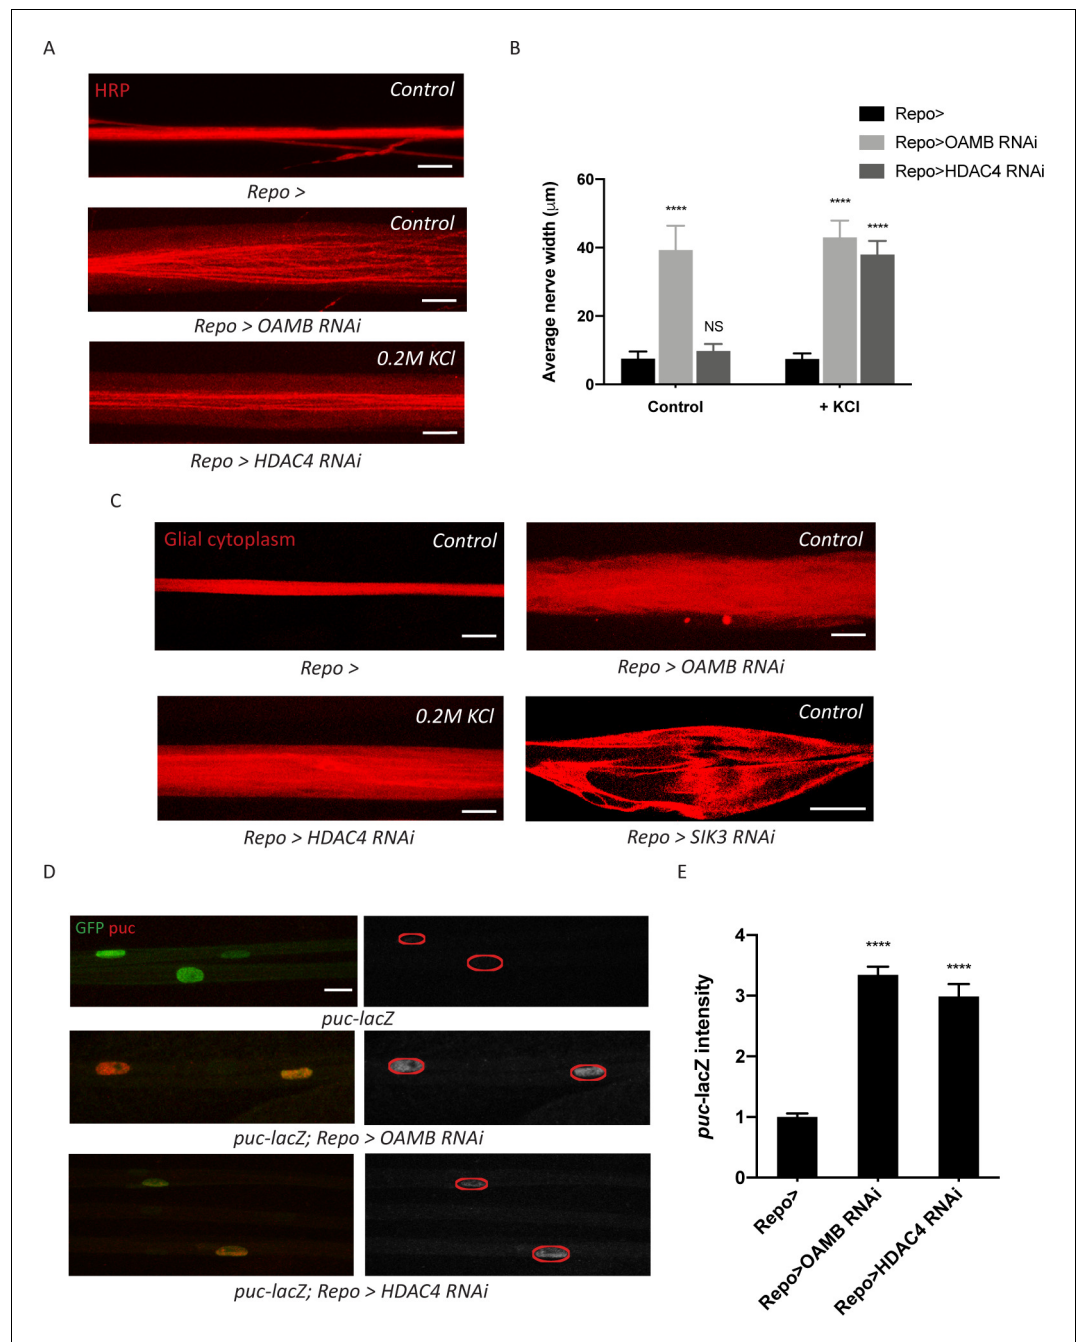 A
HRP
Control
Repo >
Control
Repo > OAMB RNAi
0.2M KCl
Repo > HDAC4 RNAi
B
Repo>
Repo>OAMB RNAi
Repo>HDAC4 RNAi
Average nerve width (μm)
60
40
20
0
****
NS
****
****
Control
+ KCl
C
Glial cytoplasm
Control
Repo >
Control
Repo > OAMB RNAi
0.2M KCl
Repo > HDAC4 RNAi
Control
Repo > SIK3 RNAi
D
GFP puc
puc-lacZ
puc-lacZ; Repo > OAMB RNAi
puc-lacZ; Repo > HDAC4 RNAi
E
puc-lacZ intensity
4
3
2
1
0
****
****
Repo>
Repo>OAMB RNAi
Repo>HDAC4 RNAi